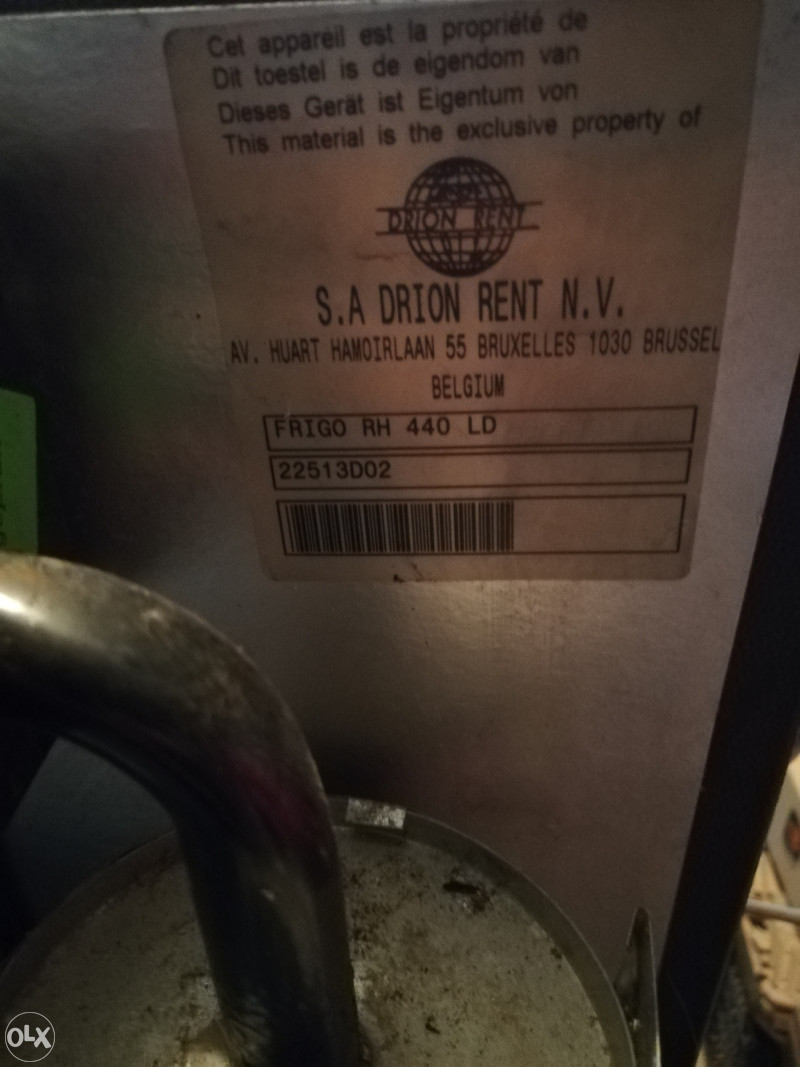 Cet appareil est la propriété de
Dit toestel is de eigendom van
Dieses Gerät ist Eigentum von
This material is the exclusive property of
DRION RENT
S.A DRION RENT N.V.
AV. HUART HAMOIRLAAN 55 BRUXELLES 1030 BRUSSEL
BELGIUM
FRIGO RH 440 LD
22513D02
OLX